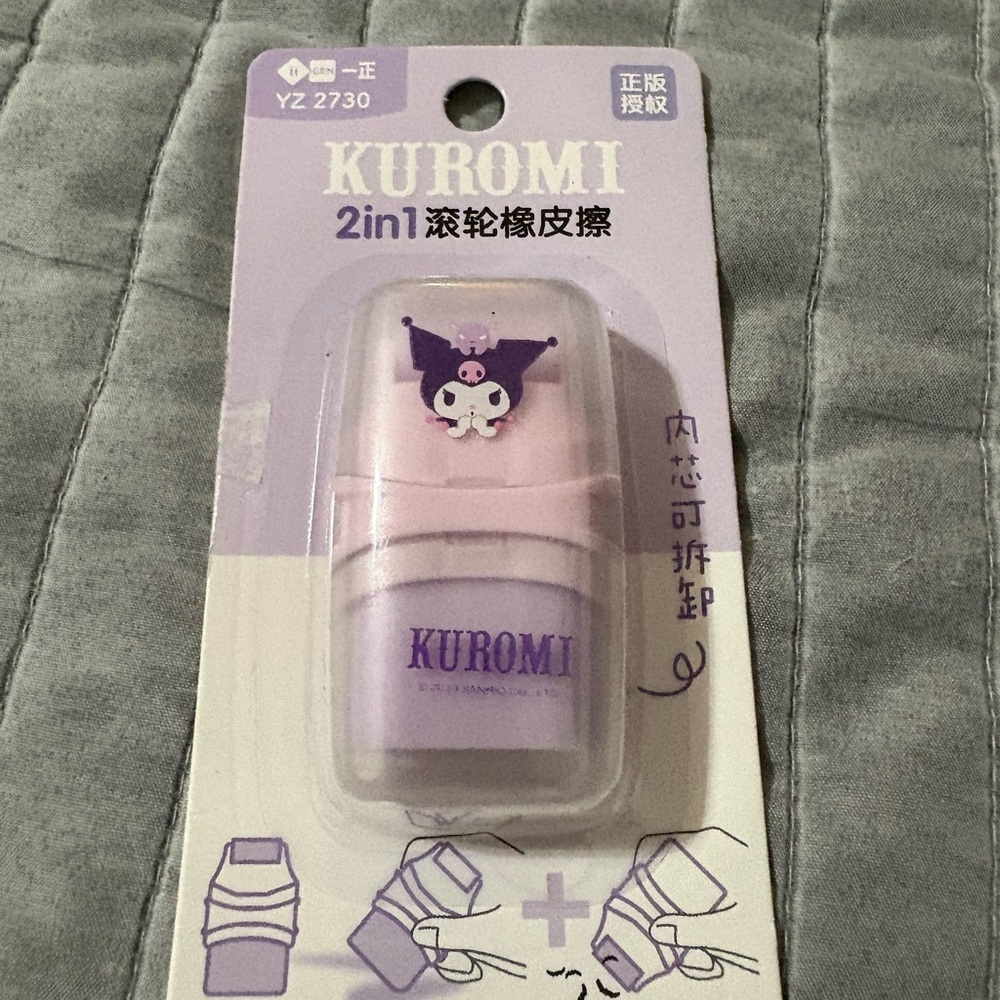 一正
YZ 2730
正版
授权
KUROMI
2in1滚轮橡皮擦
内芯可拆卸
KUROMI